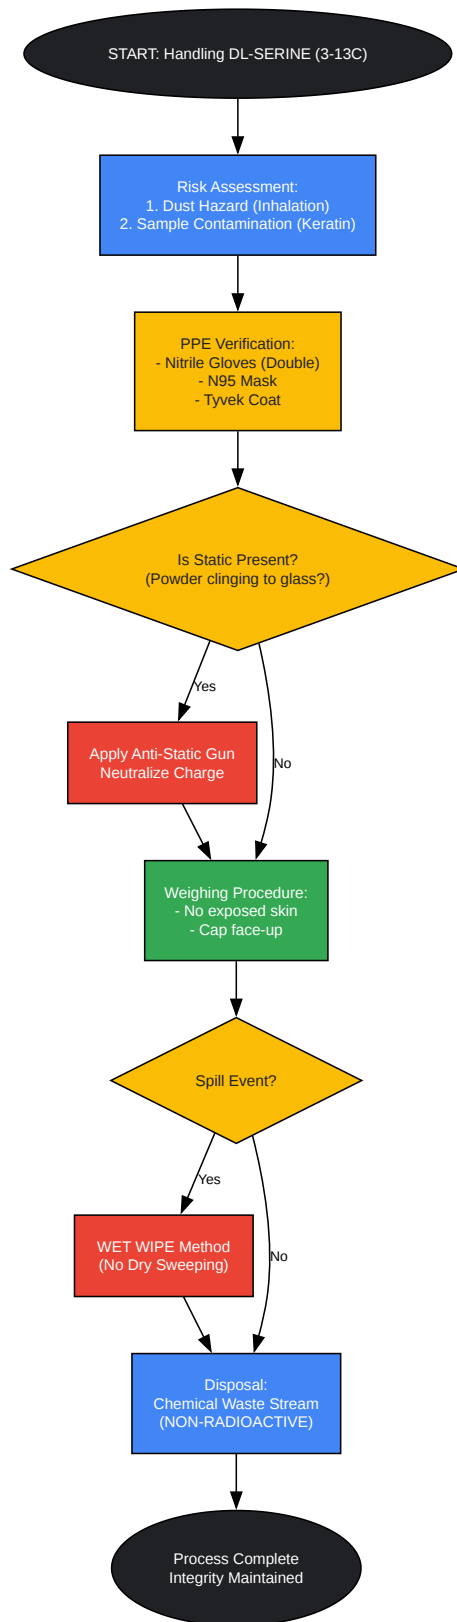 START: Handling DL-SERINE (3-13C)
Risk Assessment:
1. Dust Hazard (Inhalation)
2. Sample Contamination (Keratin)
PPE Verification:
- Nitrile Gloves (Double)
- N95 Mask
- Tyvek Coat
Is Static Present?
(Powder clinging to glass?)
Yes
Apply Anti-Static Gun
Neutralize Charge
No
Weighing Procedure:
- No exposed skin
- Cap face-up
Spill Event?
Yes
WET WIPE Method
(No Dry Sweeping)
No
Disposal:
Chemical Waste Stream
(NON-RADIOACTIVE)
Process Complete
Integrity Maintained